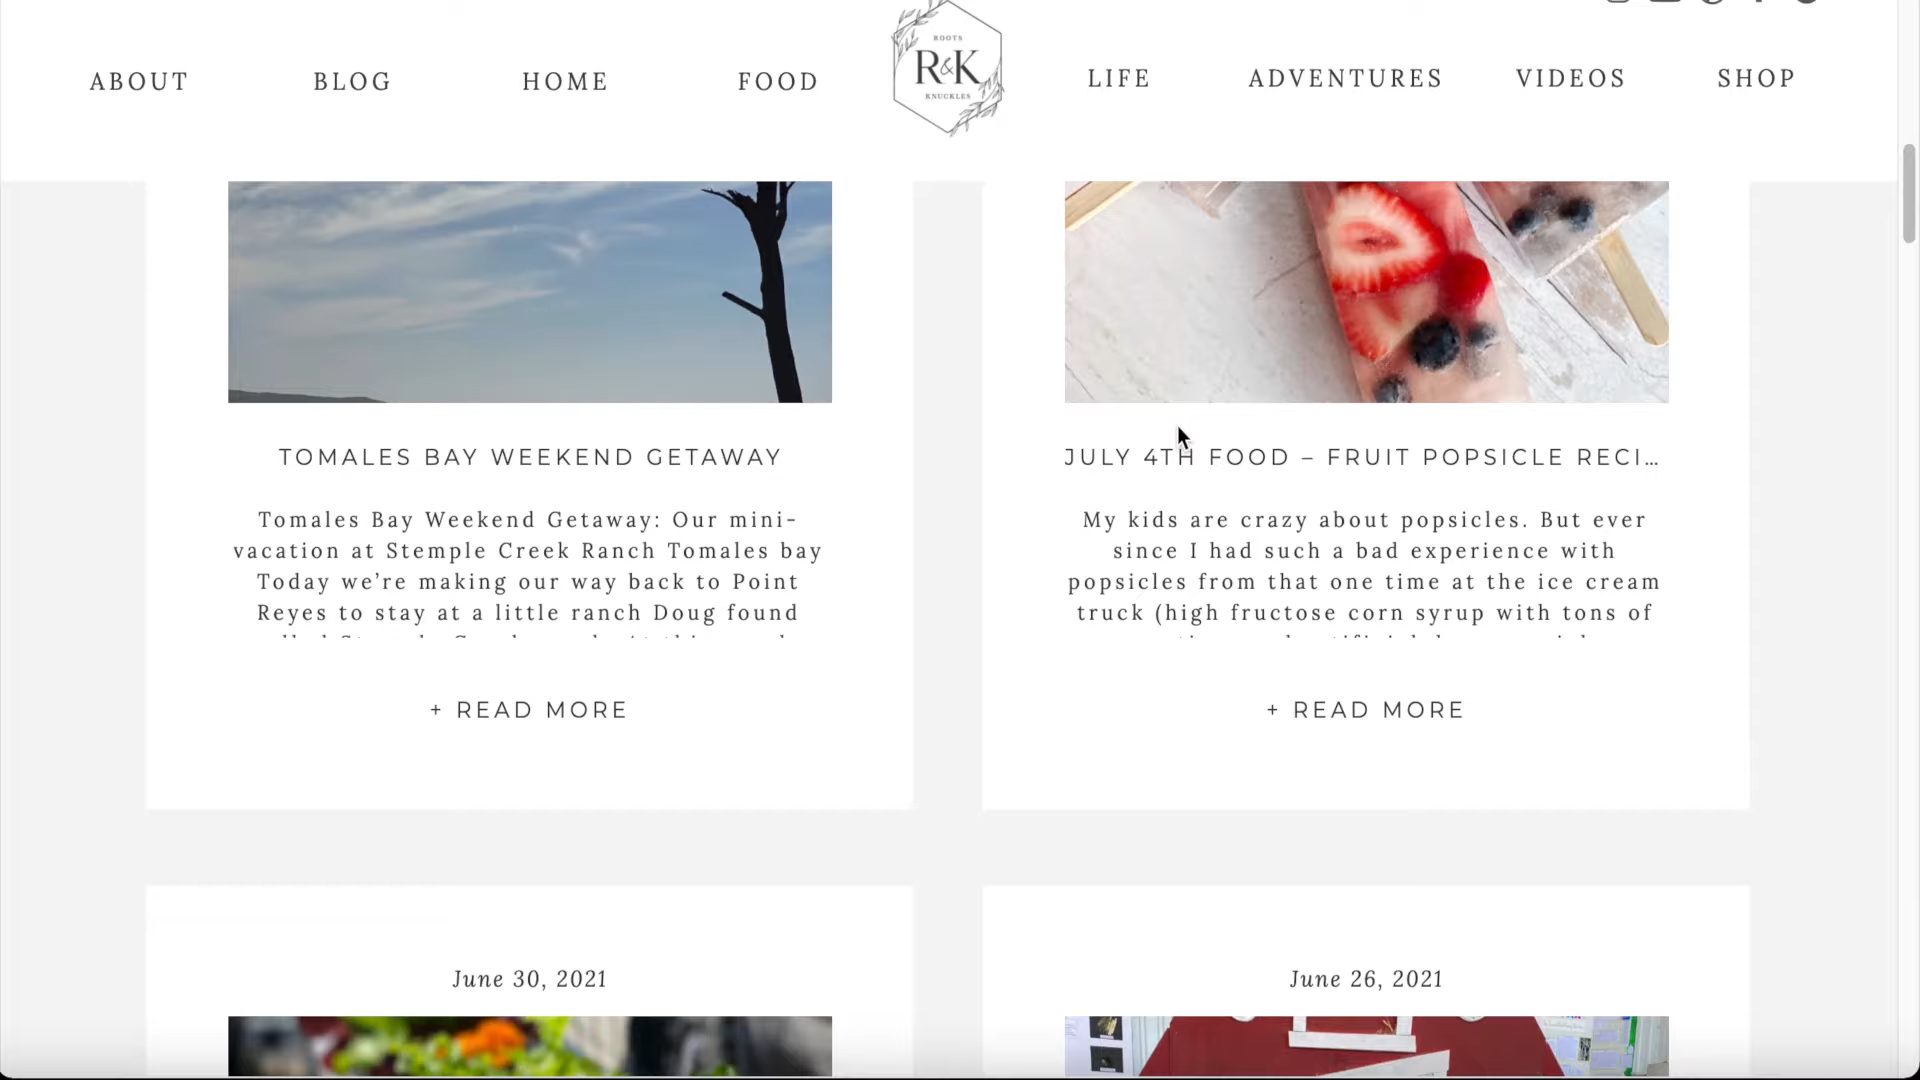 ABOUT
BLOG
HOME
FOOD
ROOTS
R&K
KNUCKLES
LIFE
ADVENTURES
VIDEOS
SHOP
TOMALES BAY WEEKEND GETAWAY
Tomales Bay Weekend Getaway: Our mini-
vacation at Stemple Creek Ranch Tomales bay
Today we’re making our way back to Point
Reyes to stay at a little ranch Doug found
+ READ MORE
JULY 4TH FOOD – FRUIT POPSICLE RECI...
My kids are crazy about popsicles. But ever
since I had such a bad experience with
popsicles from that one time at the ice cream
truck (high fructose corn syrup with tons of
+ READ MORE
June 30, 2021
June 26, 2021